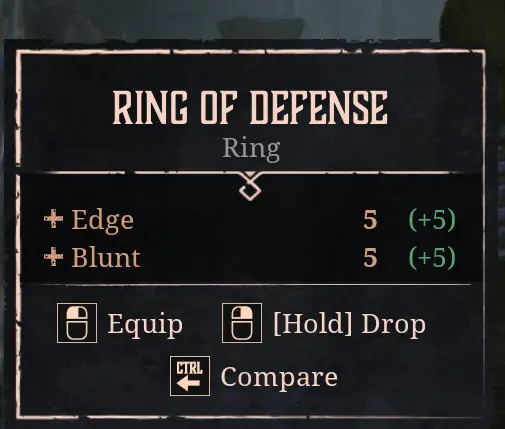 RING OF DEFENSE
Ring
Edge 5 (+5)
Blunt 5 (+5)
Equip [Hold] Drop
CTRL Compare